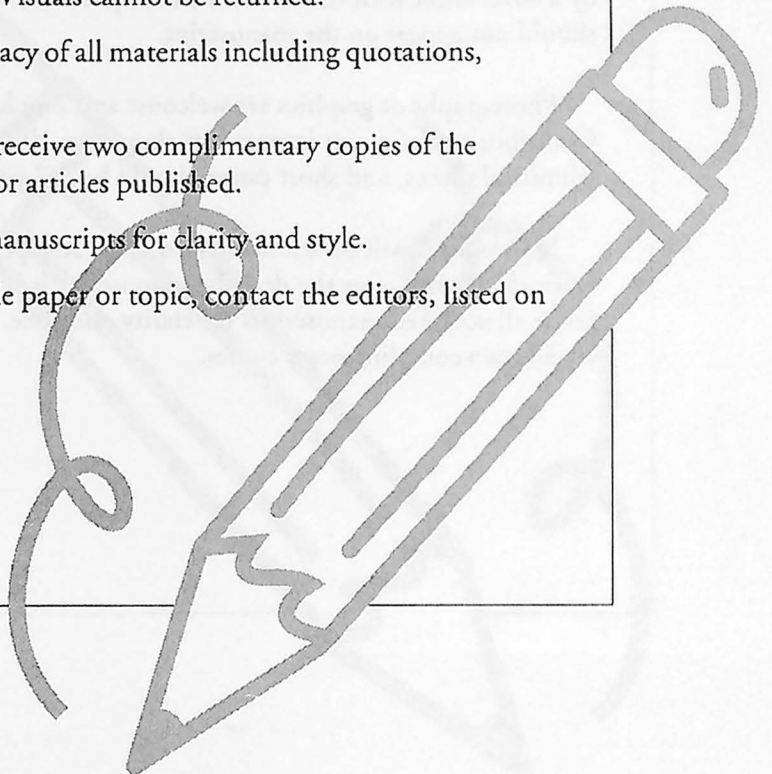 Visuals cannot be returned.
acy of all materials including quotations,
receive two complimentary copies of the
or articles published.
manuscripts for clarity and style.
e paper or topic, contact the editors, listed on